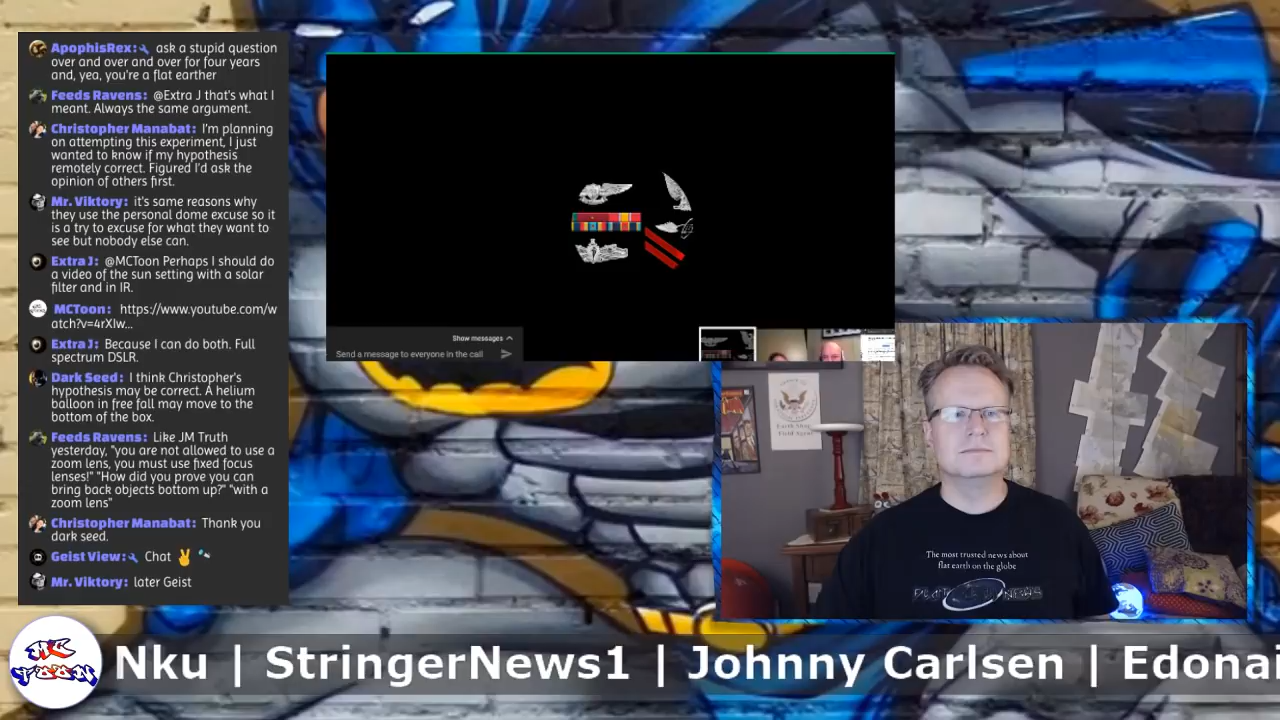 ApophisRex: ask a stupid question
over and over and over for four years
and, yea, you're a flat earther
Feeds Ravens: @Extra J that's what I
meant. Always the same argument.
Christopher Manabat: I'm planning
on attempting this experiment, I just
wanted to know if my hypothesis
remotely correct. Figured I'd ask the
opinion of others first.
Mr. Viktory: it's same reasons why
they use the personal dome excuse so it
is a try to excuse for what they want to
see but nobody else can.
Extra J: @MCToon Perhaps I should do
a video of the sun setting with a solar
filter and in IR.
MCToon: https://www.youtube.com/w
atch?v=4rXIw...
Extra J: Because I can do both. Full
spectrum DSLR.
Dark Seed: I think Christopher's
hypothesis may be correct. A helium
balloon in free fall may move to the
bottom of the box.
Feeds Ravens: Like JM Truth
yesterday, "you are not allowed to use a
zoom lens, you must use fixed focus
lenses!" "How did you prove you can
bring back objects bottom up?" "with a
zoom lens"
Christopher Manabat: Thank you
dark seed.
Geist View: Chat ✌
Mr. Viktory: later Geist
Show messages
Send a message to everyone in the call
Earth Shape
Field Agent
The most trusted news about
flat earth on the globe
MC
TOON
Nku | StringerNews1 | Johnny Carlsen | Edonai